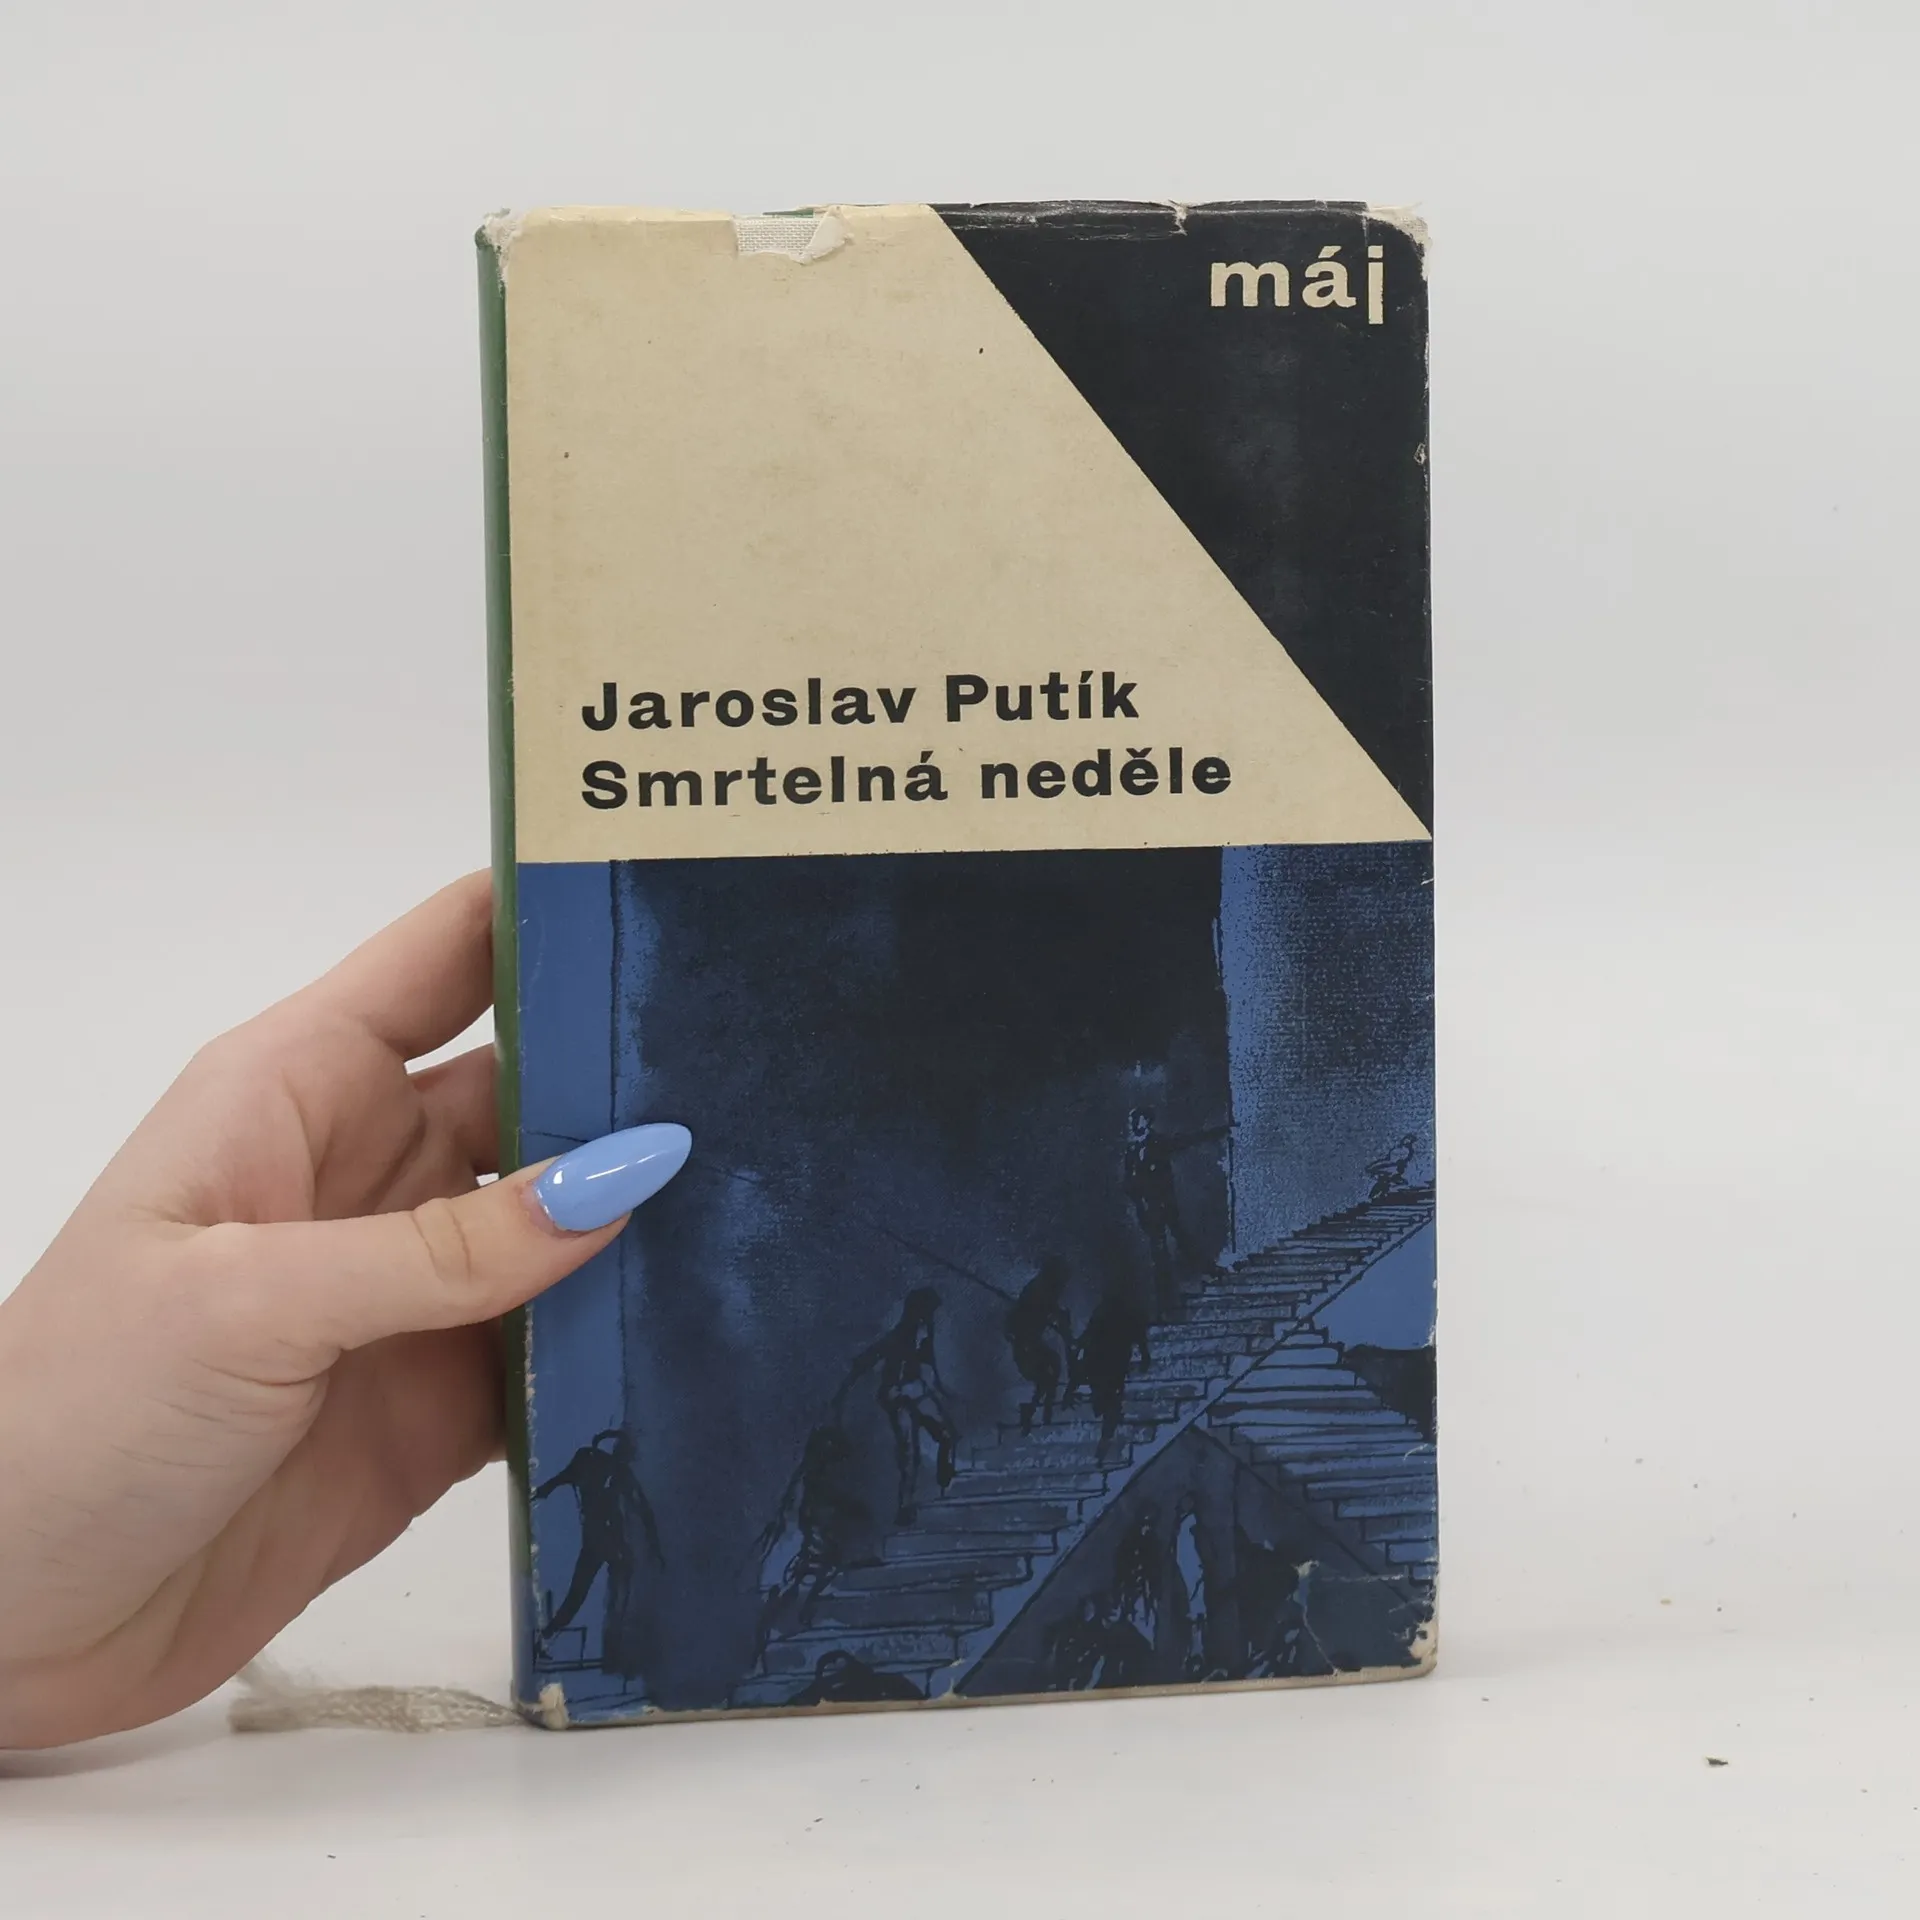 máj
Jaroslav Putík
Smrtelná neděle